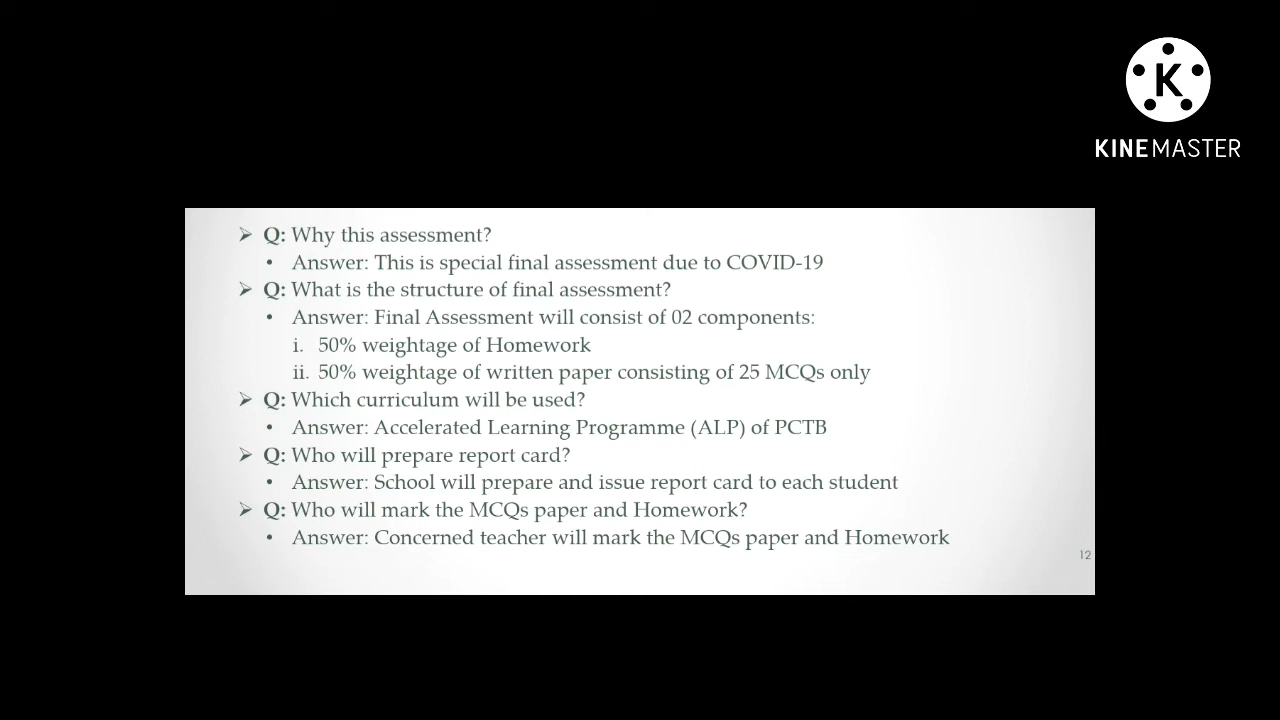 K
KINEMASTER
➢ Q: Why this assessment?
• Answer: This is special final assessment due to COVID-19
➢ Q: What is the structure of final assessment?
• Answer: Final Assessment will consist of 02 components:
i. 50% weightage of Homework
ii. 50% weightage of written paper consisting of 25 MCQs only
➢ Q: Which curriculum will be used?
• Answer: Accelerated Learning Programme (ALP) of PCTB
➢ Q: Who will prepare report card?
• Answer: School will prepare and issue report card to each student
➢ Q: Who will mark the MCQs paper and Homework?
• Answer: Concerned teacher will mark the MCQs paper and Homework
12